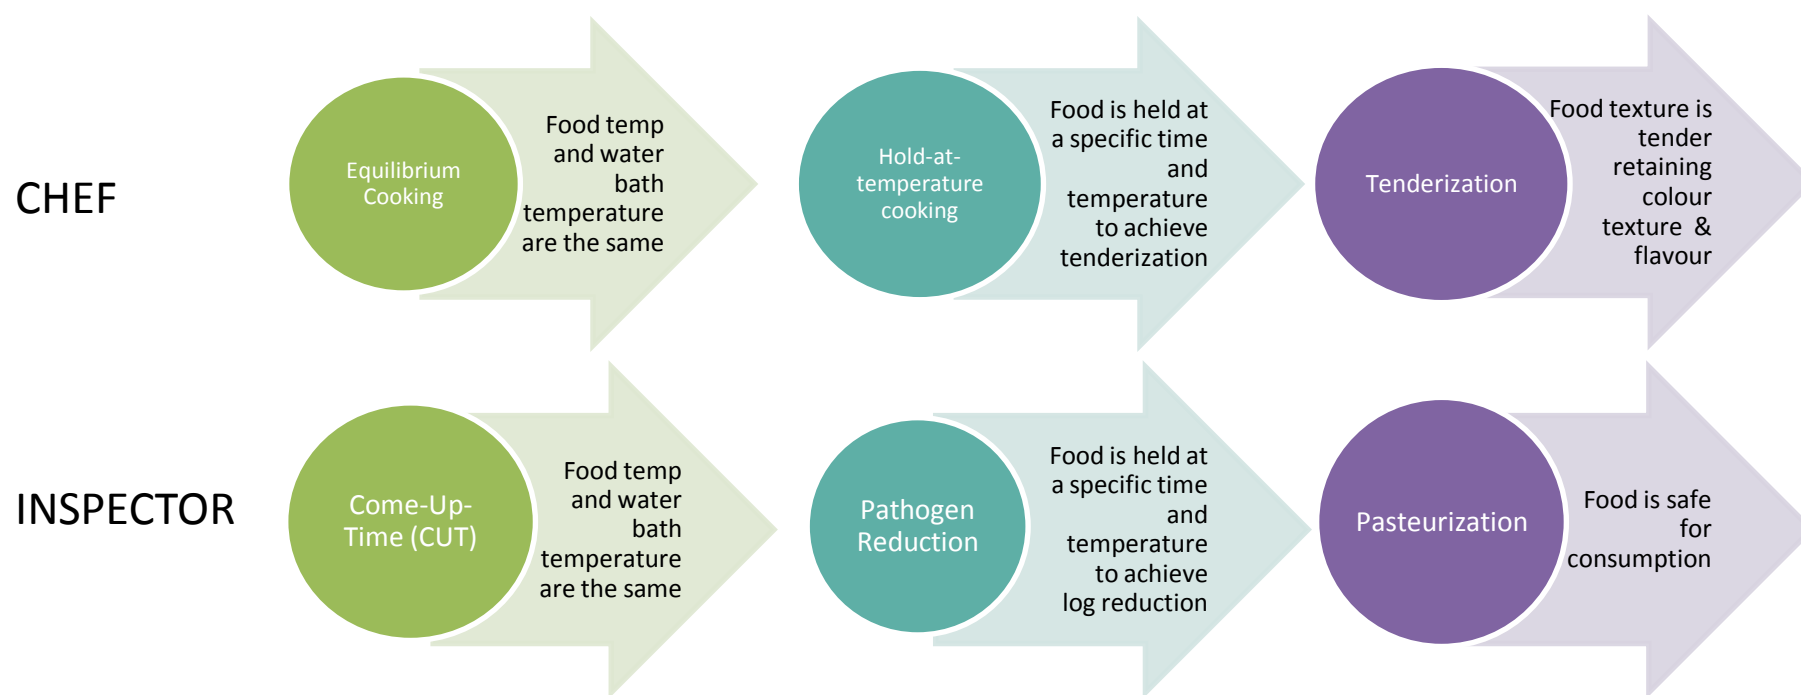 CHEF
Equilibrium
Cooking
Food temp
and water
bath
temperature
are the same
Hold-at-
temperature
cooking
Food is held at
a specific time
and
temperature
to achieve
tenderization
Tenderization
Food texture is
tender
retaining
colour
texture &
flavour
INSPECTOR
Come-Up-
Time (CUT)
Food temp
and water
bath
temperature
are the same
Pathogen
Reduction
Food is held at
a specific time
and
temperature
to achieve
log reduction
Pasteurization
Food is safe
for
consumption